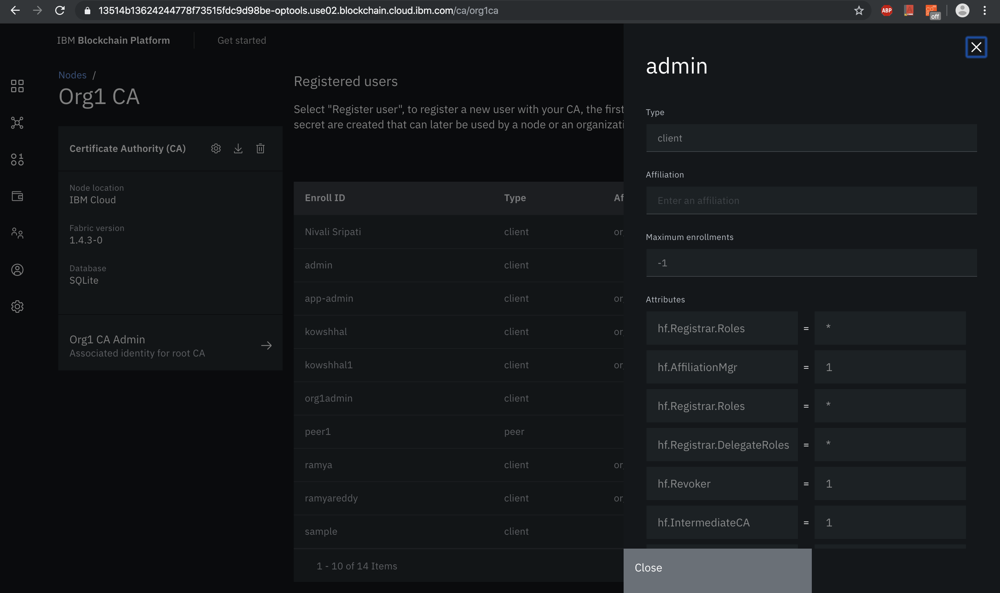 13514b13624244778f73515fdc9d98be-optools.use02.blockchain.cloud.ibm.com/ca/org1ca
ABP
A
off
IBM Blockchain Platform
Get started
Nodes /
Org1 CA
Certificate Authority (CA)
Node location
IBM Cloud
Fabric version
1.4.3-0
Database
SQLite
Org1 CA Admin
Associated identity for root CA
Registered users
Select "Register user", to register a new user with your CA, the first
secret are created that can later be used by a node or an organizati
Enroll ID Type Af
Nivali Sripati client or
admin client
app-admin client or
kowshhal client or
kowshhal1 client or
org1admin client
peer1 peer
ramya client or
ramyareddy client or
sample client
1 - 10 of 14 Items
admin
Type
client
Affiliation
Enter an affiliation
Maximum enrollments
-1
Attributes
hf.Registrar.Roles = *
hf.AffiliationMgr = 1
hf.Registrar.Roles = *
hf.Registrar.DelegateRoles = *
hf.Revoker = 1
hf.IntermediateCA = 1
Close